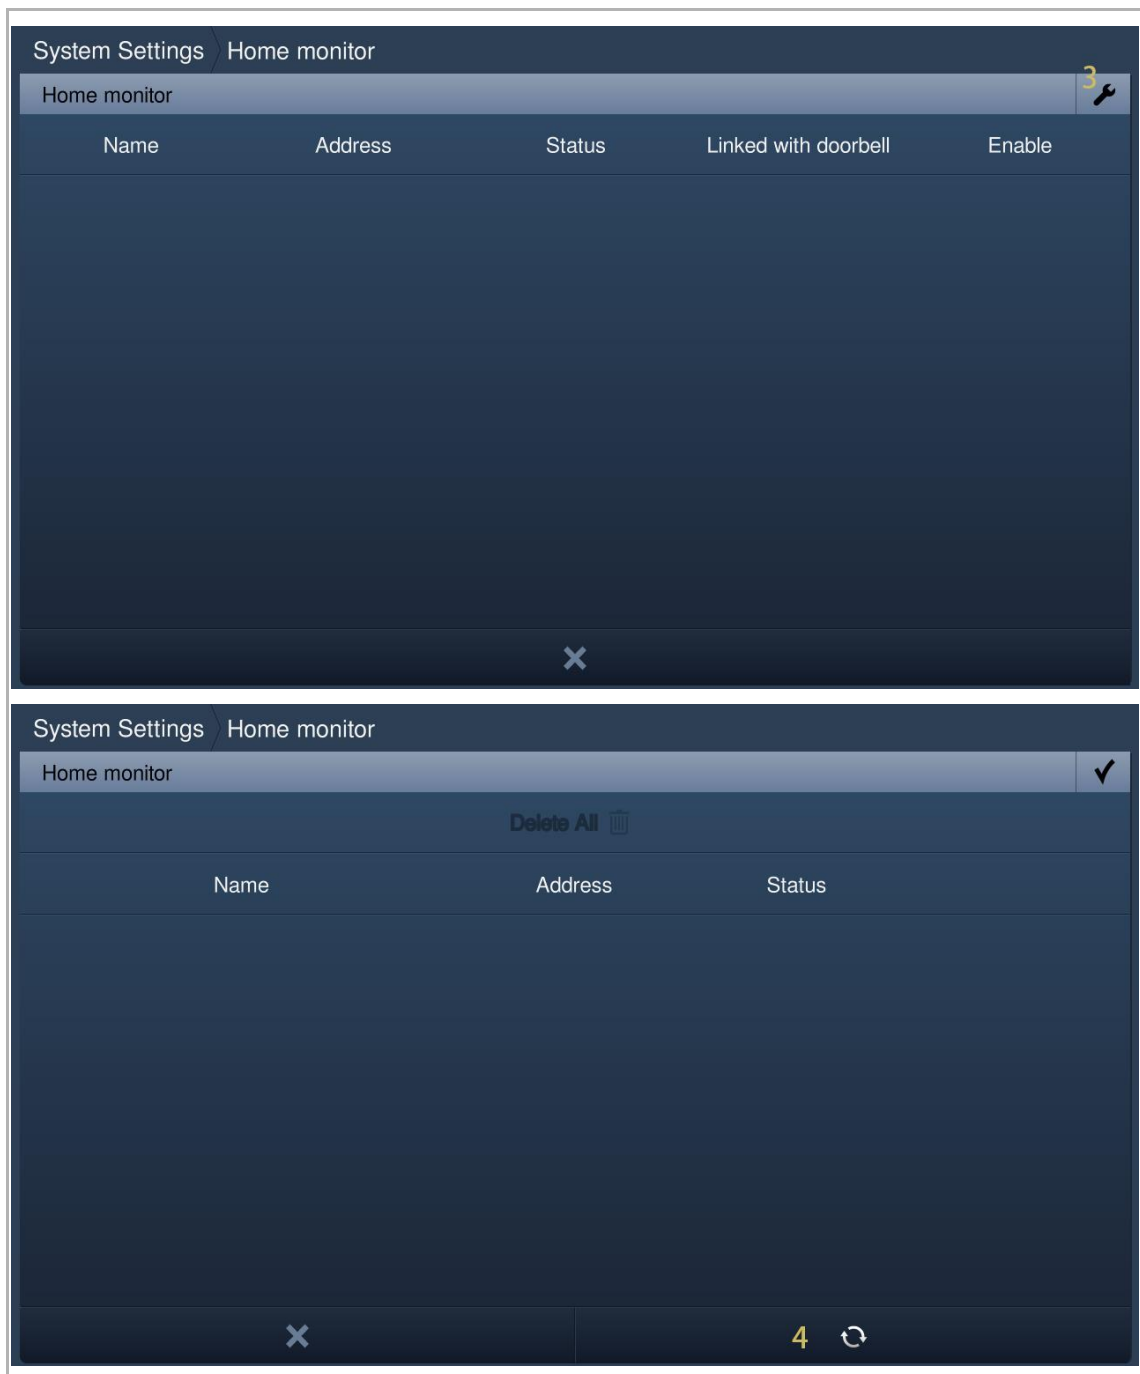 System Settings Home monitor
3
Home monitor
Name Address Status Linked with doorbell Enable
System Settings Home monitor
Home monitor
Delete All
Name Address Status
4